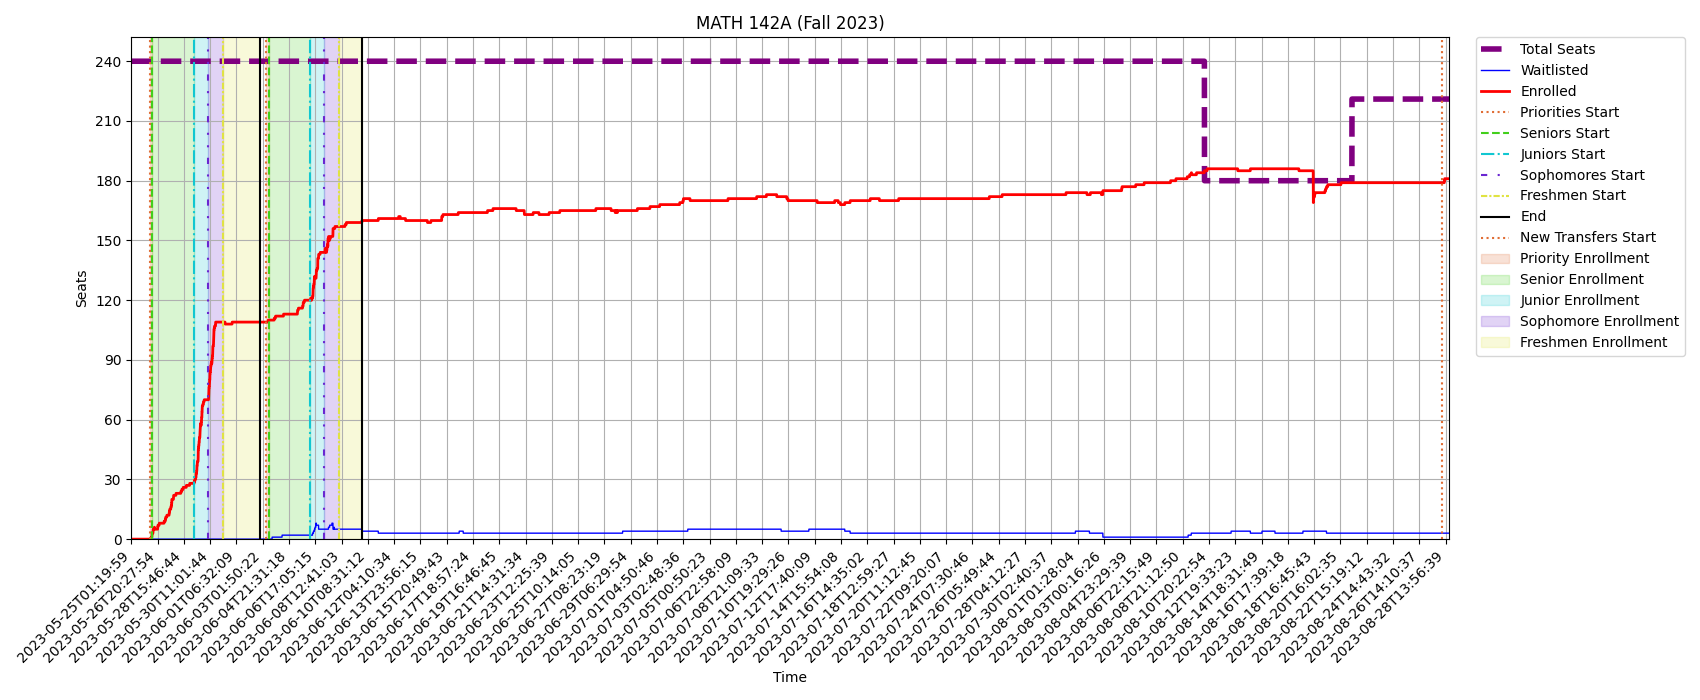 MATH 142A (Fall 2023)
Seats
240
210
180
150
120
90
60
30
0
2023-05-25T01:19:59
2023-05-26T20:27:54
2023-05-28T15:46:44
2023-05-30T11:01:44
2023-06-01T06:32:09
2023-06-03T01:50:22
2023-06-04T21:31:18
2023-06-06T17:05:15
2023-06-08T12:41:03
2023-06-10T08:31:12
2023-06-12T04:10:34
2023-06-13T23:56:15
2023-06-15T20:49:43
2023-06-17T18:57:24
2023-06-19T16:46:45
2023-06-21T14:31:34
2023-06-23T12:25:39
2023-06-25T10:14:05
2023-06-27T08:23:19
2023-06-29T06:29:54
2023-07-01T04:50:46
2023-07-03T02:48:36
2023-07-05T00:50:23
2023-07-06T22:58:09
2023-07-08T21:09:33
2023-07-10T19:29:26
2023-07-12T17:40:09
2023-07-14T15:54:08
2023-07-16T14:35:02
2023-07-18T12:59:27
2023-07-20T11:12:45
2023-07-22T09:20:07
2023-07-24T07:30:46
2023-07-26T05:49:44
2023-07-28T04:12:27
2023-07-30T02:40:37
2023-08-01T01:28:04
2023-08-03T00:16:26
2023-08-04T23:29:39
2023-08-06T22:15:49
2023-08-08T21:12:50
2023-08-10T20:22:54
2023-08-12T19:33:23
2023-08-14T18:31:49
2023-08-16T17:39:18
2023-08-18T16:45:43
2023-08-20T16:02:35
2023-08-22T15:19:12
2023-08-24T14:43:32
2023-08-26T14:10:37
2023-08-28T13:56:39
Time
Total Seats
Waitlisted
Enrolled
Priorities Start
Seniors Start
Juniors Start
Sophomores Start
Freshmen Start
End
New Transfers Start
Priority Enrollment
Senior Enrollment
Junior Enrollment
Sophomore Enrollment
Freshmen Enrollment